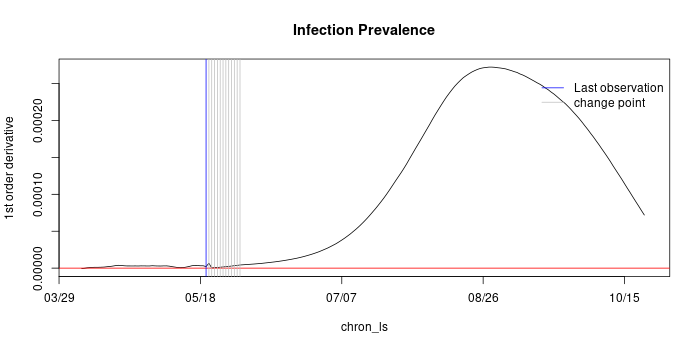 Infection Prevalence
1st order derivative
0.00020
0.00010
0.00000
Last observation
change point
03/29
05/18
07/07
08/26
10/15
chron_ls